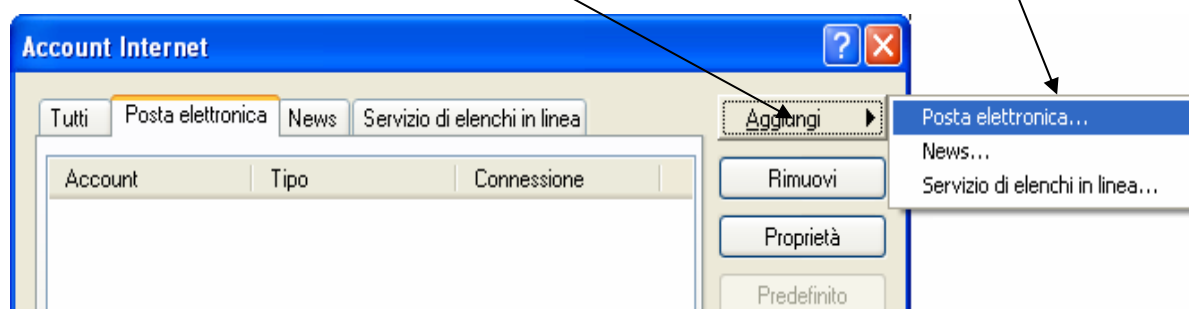 Account Internet
Tutti Posta elettronica News Servizio di elenchi in linea
Aggiungi
Posta elettronica...
News...
Servizio di elenchi in linea...
Account Tipo Connessione
Rimuovi
Proprietà
Predefinito